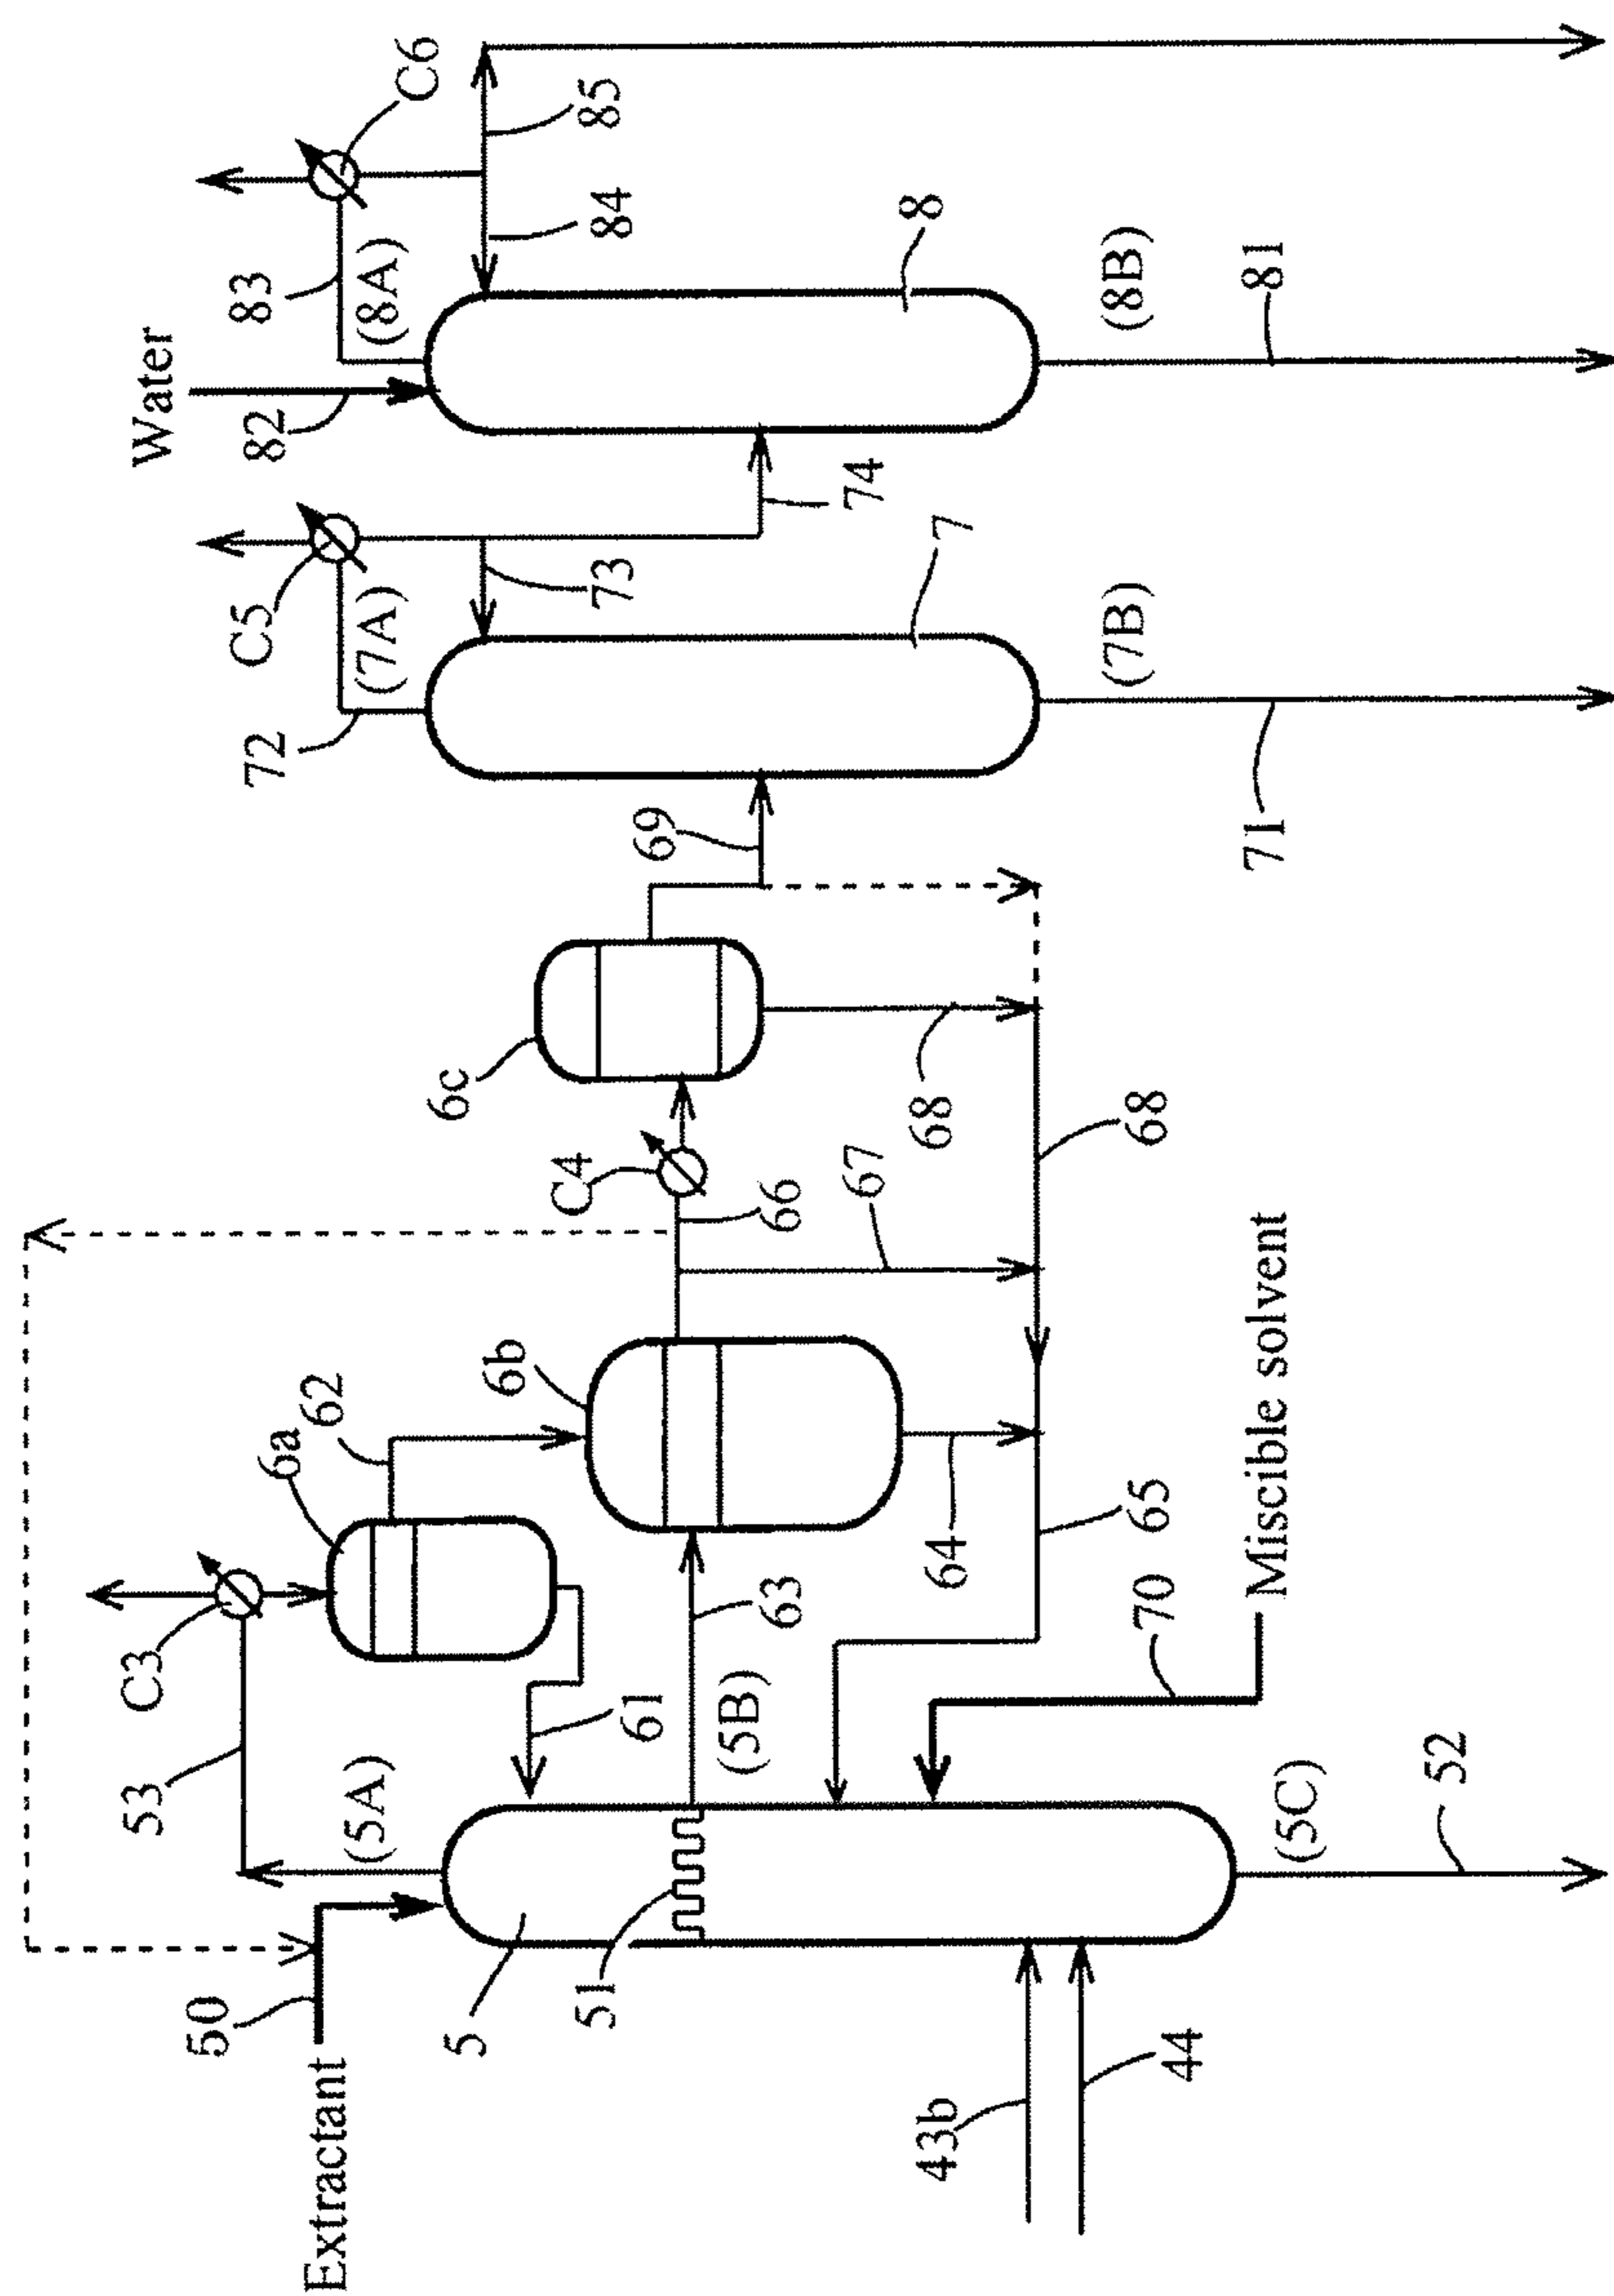 C3
Water
53
50
C5
83
72
82
6a
Extractant
62
(5A)
(7A)
(8A)
C6
6c
5
6b
C4
51
73
84
85
61
69
(5B)
63
66
67
74
8
43b
64
68
7
(7B)
(8B)
70
65
68
44
Miscible solvent
71
81
(5C)
52